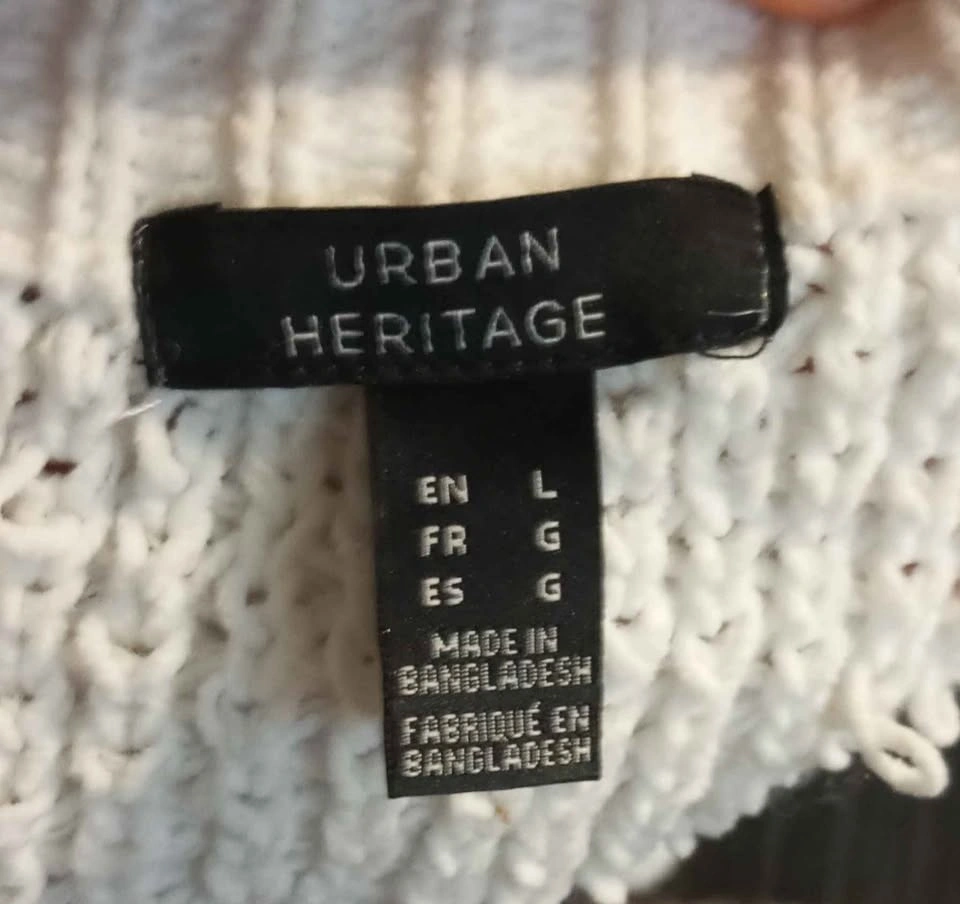 URBAN
HERITAGE
EN L
FR G
ES G
MADE IN
BANGLADESH
FABRIQUÉ EN
BANGLADESH